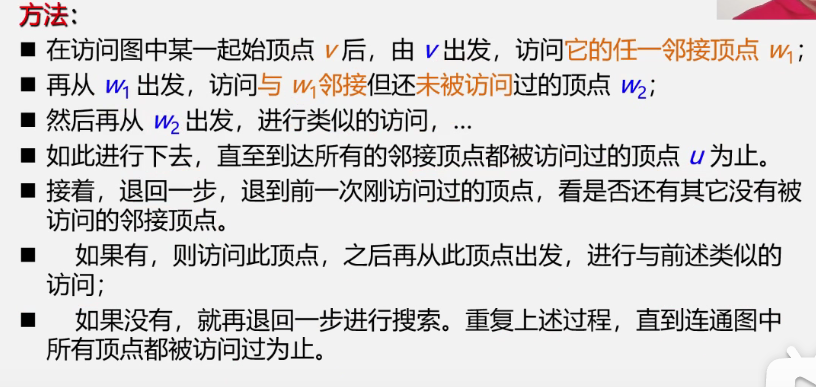 方法：
■ 在访问图中某一起始顶点 v 后，由 v 出发，访问它的任一邻接顶点 w1；
■ 再从 w1 出发，访问与 w1邻接但还未被访问过的顶点 w2；
■ 然后再从 w2 出发，进行类似的访问，...
■ 如此进行下去，直至到达所有的邻接顶点都被访问过的顶点 u 为止。
■ 接着，退回一步，退到前一次刚访问过的顶点，看是否还有其它没有被
访问的邻接顶点。
■ 如果有，则访问此顶点，之后再从此顶点出发，进行与前述类似的
访问；
■ 如果没有，就再退回一步进行搜索。重复上述过程，直到连通图中
所有顶点都被访问过为止。